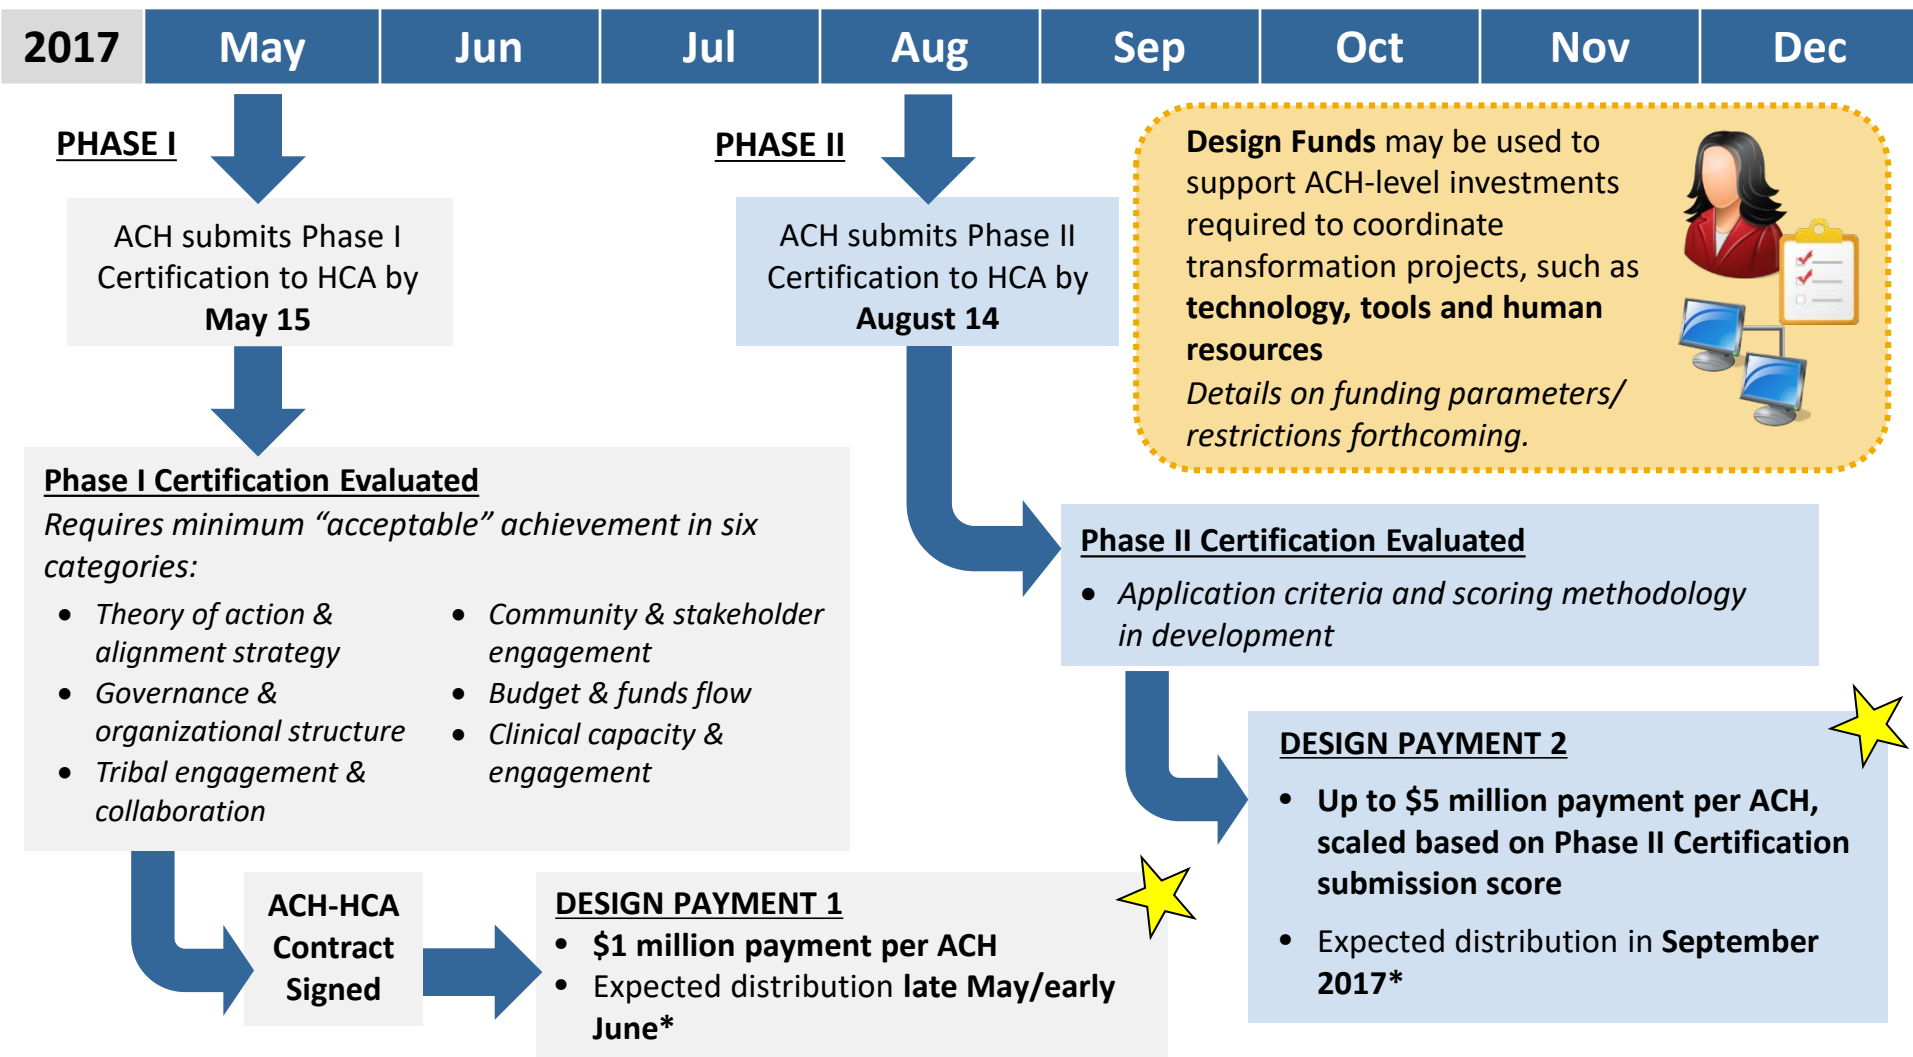 2017 May Jun Jul Aug Sep Oct Nov Dec
PHASE I
ACH submits Phase I
Certification to HCA by
May 15
Phase I Certification Evaluated
Requires minimum “acceptable” achievement in six
categories:
• Theory of action &
alignment strategy
• Governance &
organizational structure
• Tribal engagement &
collaboration
• Community & stakeholder
engagement
• Budget & funds flow
• Clinical capacity &
engagement
ACH-HCA
Contract
Signed
DESIGN PAYMENT 1
• $1 million payment per ACH
• Expected distribution late May/early
June*
PHASE II
ACH submits Phase II
Certification to HCA by
August 14
Design Funds may be used to
support ACH-level investments
required to coordinate
transformation projects, such as
technology, tools and human
resources
Details on funding parameters/
restrictions forthcoming.
Phase II Certification Evaluated
• Application criteria and scoring methodology
in development
DESIGN PAYMENT 2
• Up to $5 million payment per ACH,
scaled based on Phase II Certification
submission score
• Expected distribution in September
2017*